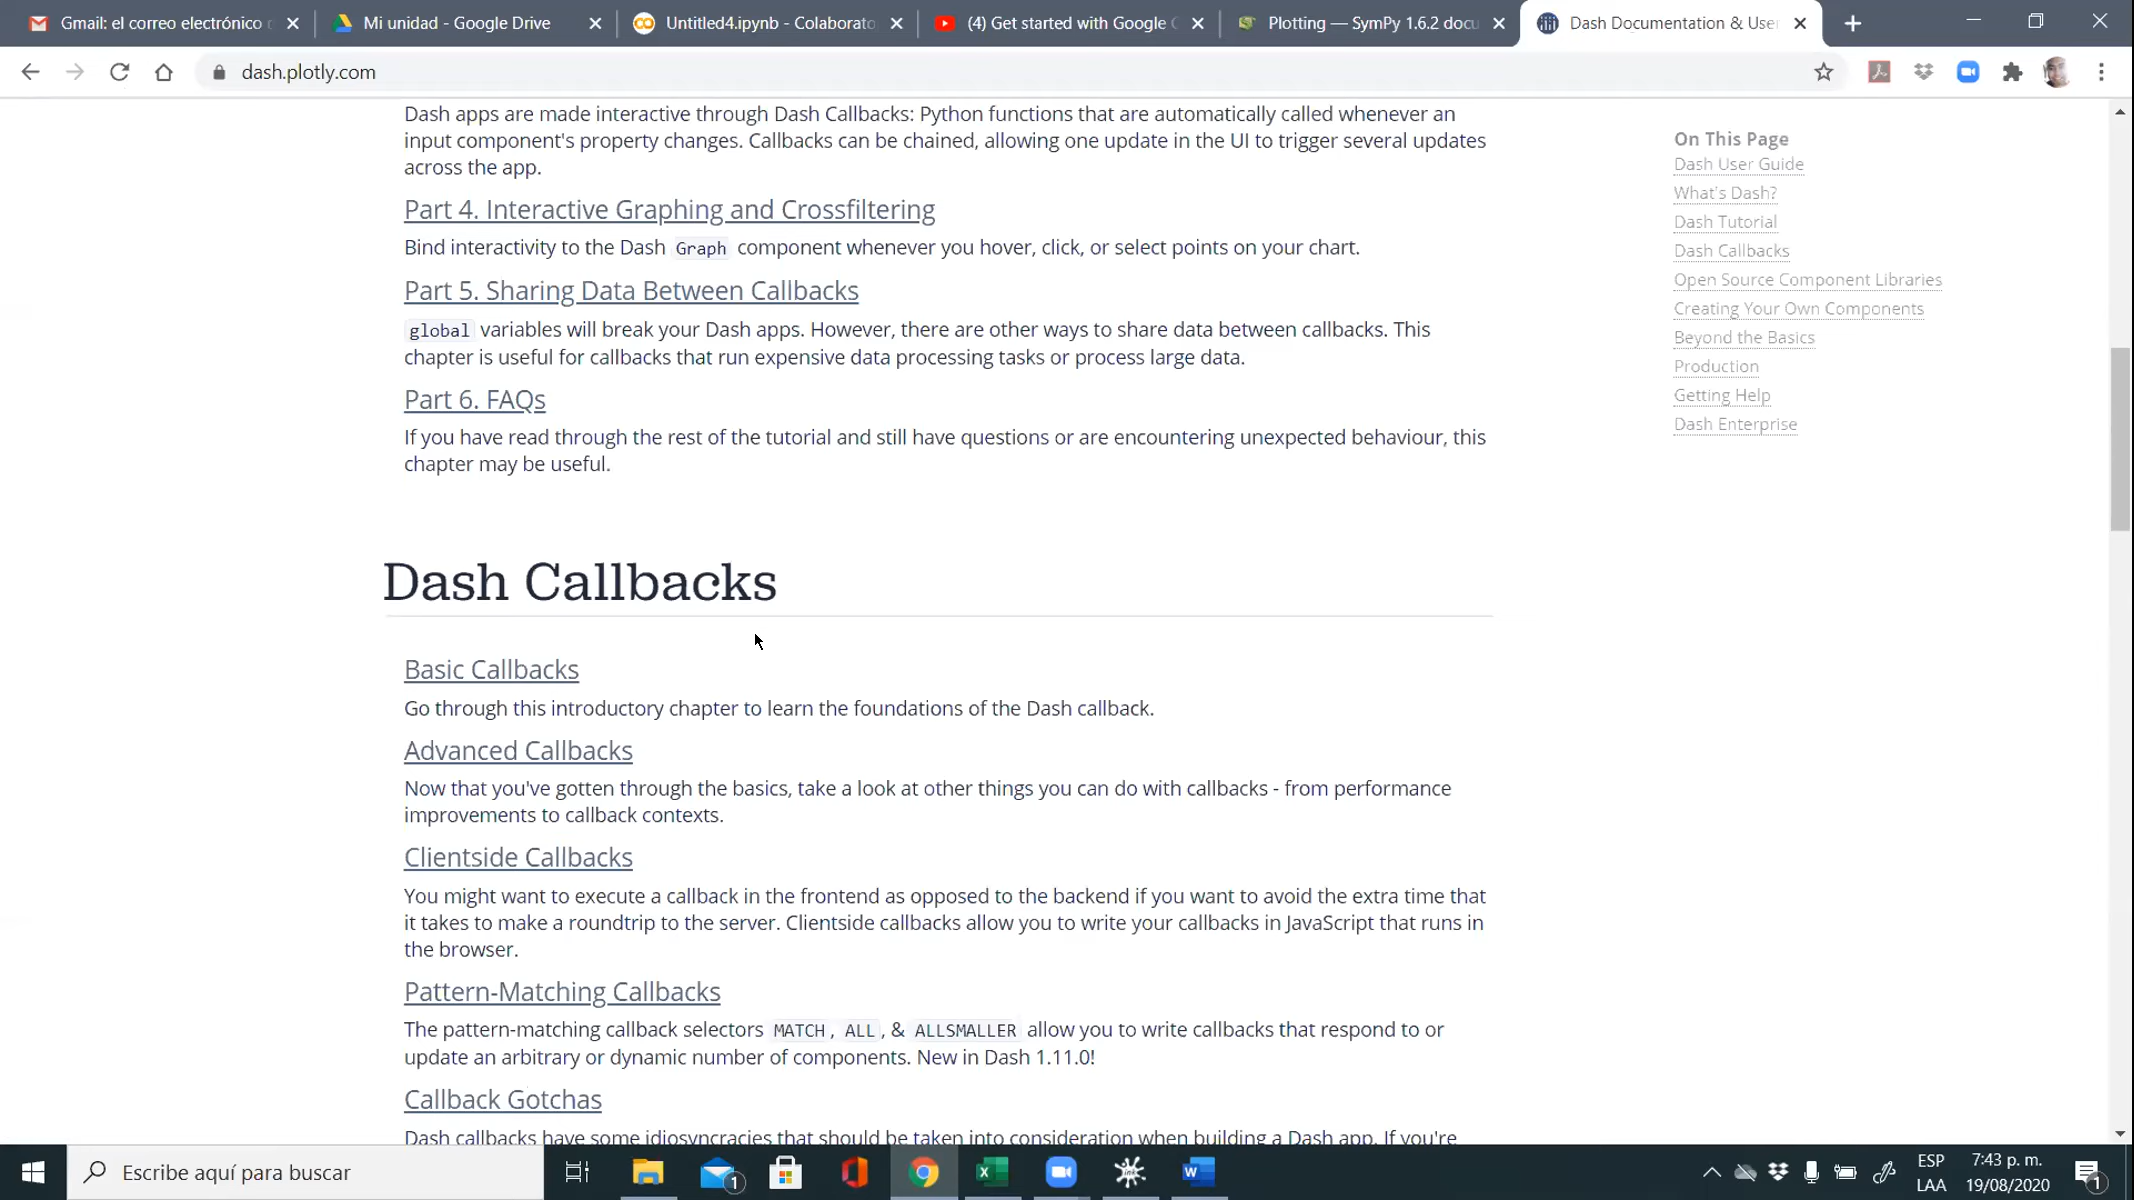 Gmail: el correo electrónico
Mi unidad - Google Drive
Untitled4.ipynb - Colaborato
(4) Get started with Google C
Plotting — SymPy 1.6.2 docu
Dash Documentation & User
dash.plotly.com
Dash apps are made interactive through Dash Callbacks: Python functions that are automatically called whenever an
input component's property changes. Callbacks can be chained, allowing one update in the UI to trigger several updates
across the app.
Part 4. Interactive Graphing and Crossfiltering
Bind interactivity to the Dash Graph component whenever you hover, click, or select points on your chart.
Part 5. Sharing Data Between Callbacks
global variables will break your Dash apps. However, there are other ways to share data between callbacks. This
chapter is useful for callbacks that run expensive data processing tasks or process large data.
Part 6. FAQs
If you have read through the rest of the tutorial and still have questions or are encountering unexpected behaviour, this
chapter may be useful.
On This Page
Dash User Guide
What's Dash?
Dash Tutorial
Dash Callbacks
Open Source Component Libraries
Creating Your Own Components
Beyond the Basics
Production
Getting Help
Dash Enterprise
Dash Callbacks
Basic Callbacks
Go through this introductory chapter to learn the foundations of the Dash callback.
Advanced Callbacks
Now that you've gotten through the basics, take a look at other things you can do with callbacks - from performance
improvements to callback contexts.
Clientside Callbacks
You might want to execute a callback in the frontend as opposed to the backend if you want to avoid the extra time that
it takes to make a roundtrip to the server. Clientside callbacks allow you to write your callbacks in JavaScript that runs in
the browser.
Pattern-Matching Callbacks
The pattern-matching callback selectors MATCH, ALL, & ALLSMALLER allow you to write callbacks that respond to or
update an arbitrary or dynamic number of components. New in Dash 1.11.0!
Callback Gotchas
Dash callbacks have some idiosyncracies that should be taken into consideration when building a Dash app. If you're
Escribe aquí para buscar
1
ESP
LAA
7:43 p. m.
19/08/2020
1